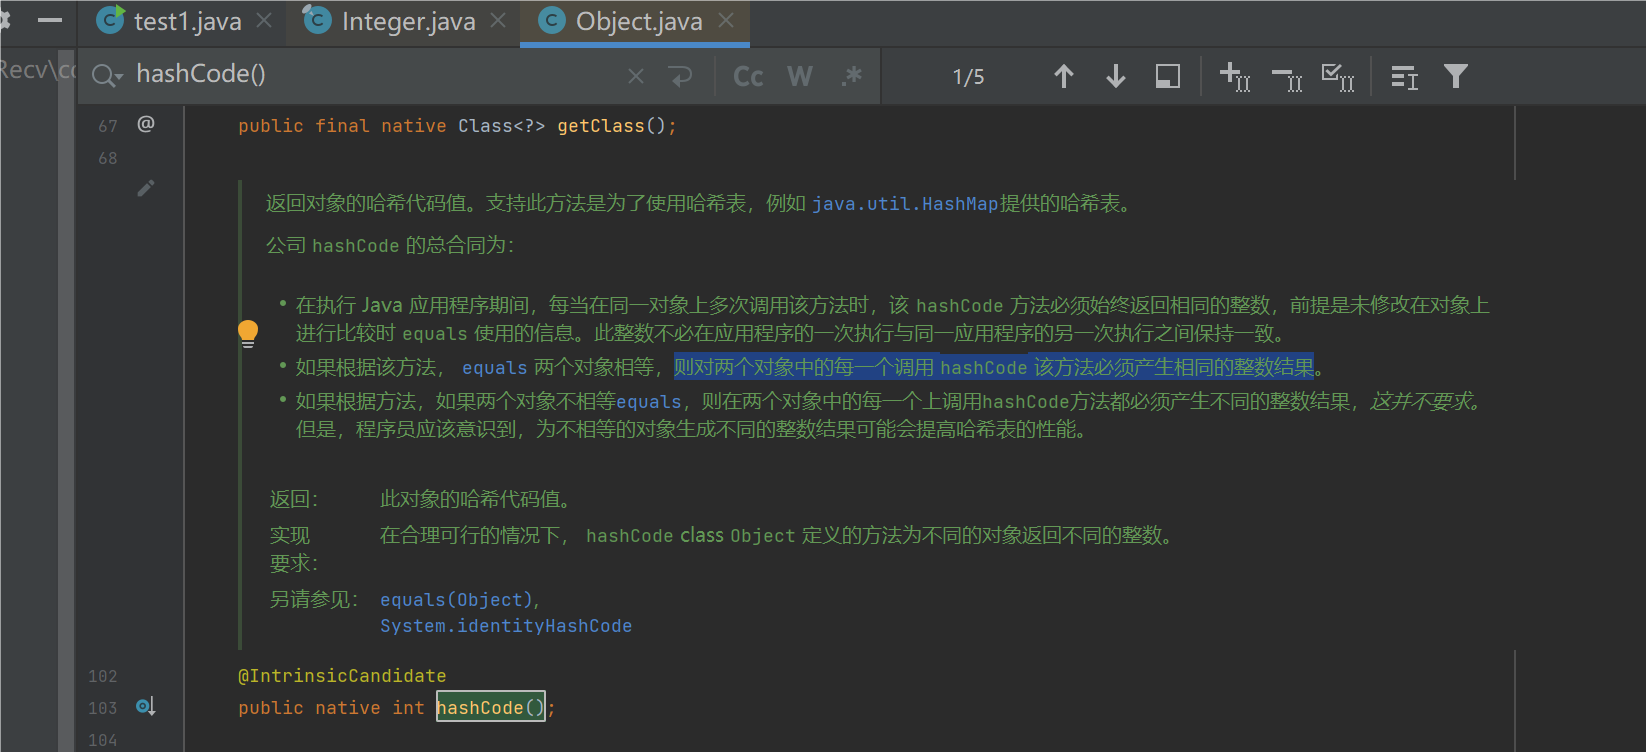 test1.java
Integer.java
Object.java
Recv\cc
hashCode()
Cc
W
.*
1/5
67 @ public final native Class<?> getClass();
68
返回对象的哈希代码值。支持此方法是为了使用哈希表，例如 java.util.HashMap提供的哈希表。
公司 hashCode 的总合同为：
• 在执行 Java 应用程序期间，每当在同一对象上多次调用该方法时，该 hashCode 方法必须始终返回相同的整数，前提是未修改在对象上
进行比较时 equals 使用的信息。此整数不必在应用程序的一次执行与同一应用程序的另一次执行之间保持一致。
• 如果根据该方法， equals 两个对象相等，则对两个对象中的每一个调用 hashCode 该方法必须产生相同的整数结果。
• 如果根据方法，如果两个对象不相等equals，则在两个对象中的每一个上调用hashCode方法都必须产生不同的整数结果，这并不要求。
但是，程序员应该意识到，为不相等的对象生成不同的整数结果可能会提高哈希表的性能。
返回： 此对象的哈希代码值。
实现 在合理可行的情况下， hashCode class Object 定义的方法为不同的对象返回不同的整数。
要求：
另请参见： equals(Object),
System.identityHashCode
102 @IntrinsicCandidate
103 public native int hashCode();
104